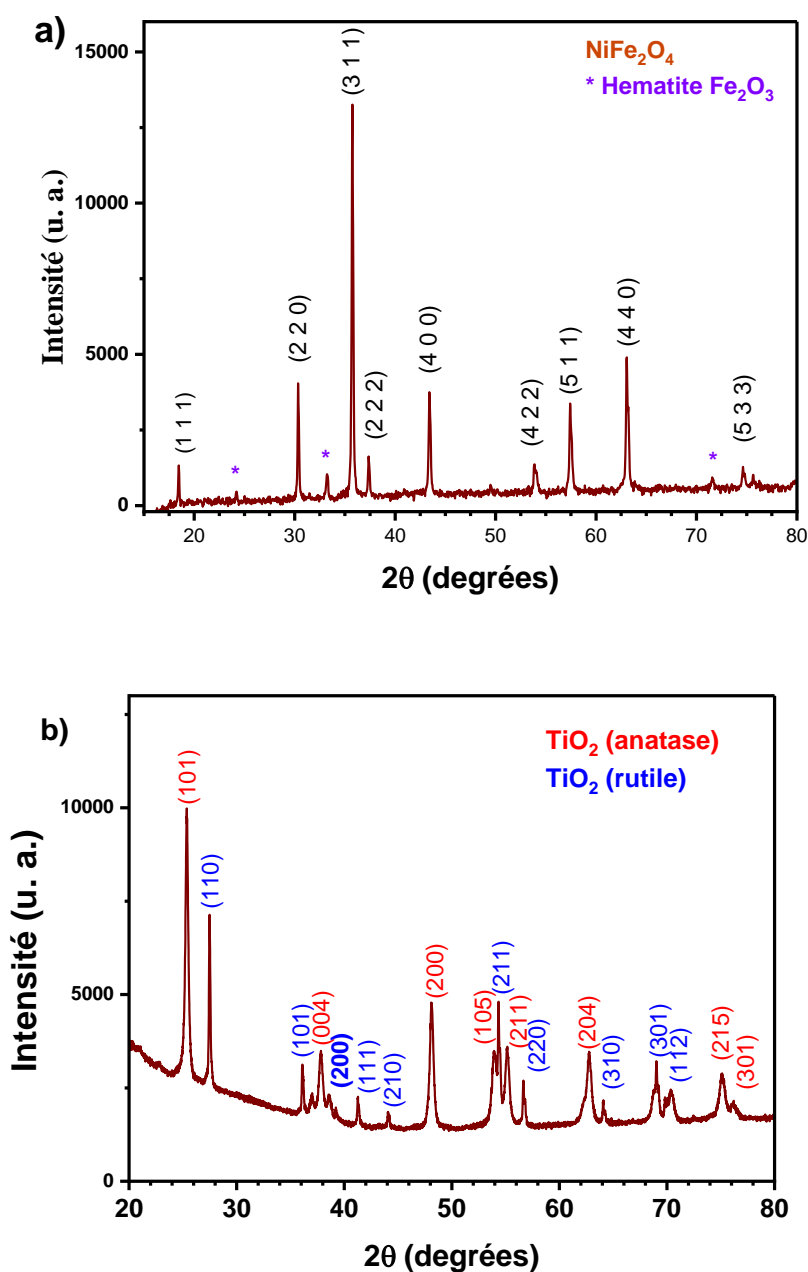 a)
NiFe₂O₄
* Hematite Fe₂O₃
Intensité (u. a.)
15000
10000
5000
0
(1 1 1)
*
(2 2 0)
*
(3 1 1)
(2 2 2)
(4 0 0)
(4 2 2)
(5 1 1)
(4 4 0)
*
(5 3 3)
20 30 40 50 60 70 80
2θ (degrées)
b)
TiO₂ (anatase)
TiO₂ (rutile)
Intensité (u. a.)
10000
5000
0
(101)
(110)
(101)
(004)
(200)
(111)
(210)
(200)
(105)
(211)
(211)
(220)
(204)
(310)
(301)
(112)
(215)
(301)
20 30 40 50 60 70 80
2θ (degrées)